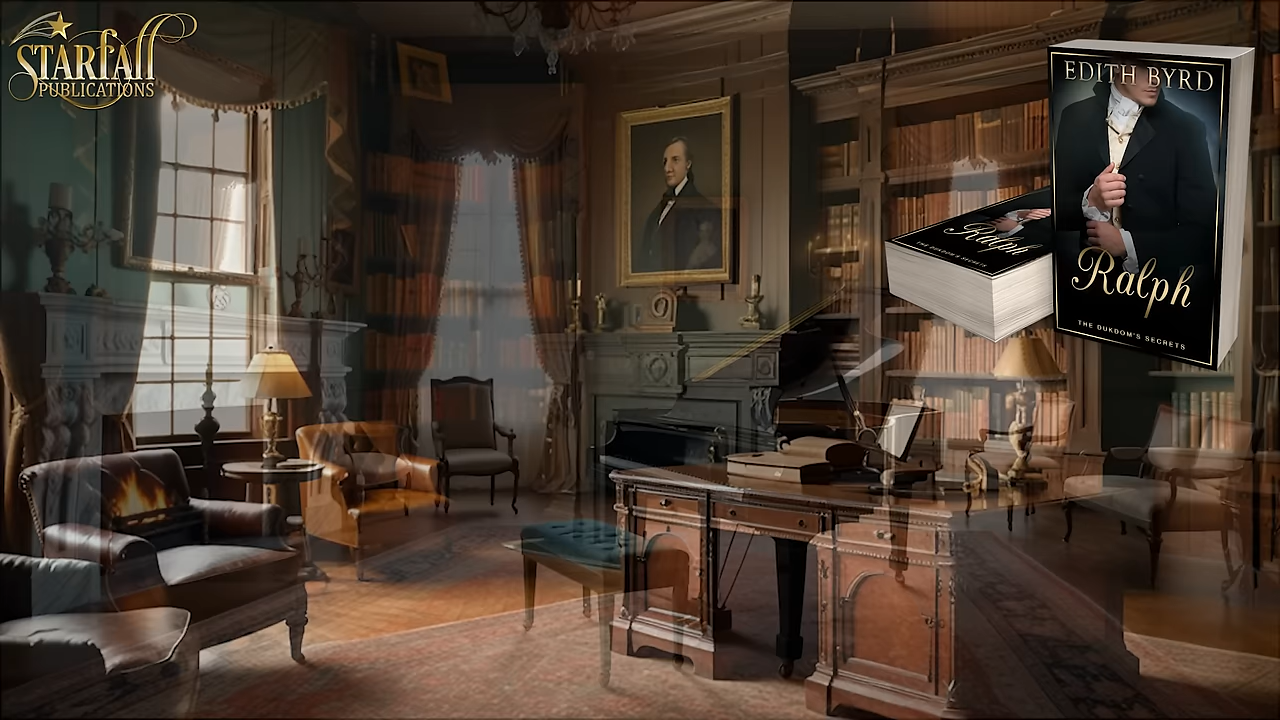 STARfall
PUBLICATIONS
EDITH BYRD
Ralph
THE DUKDOM'S SECRETS
Ralph
THE DUKDOM'S SECRETS